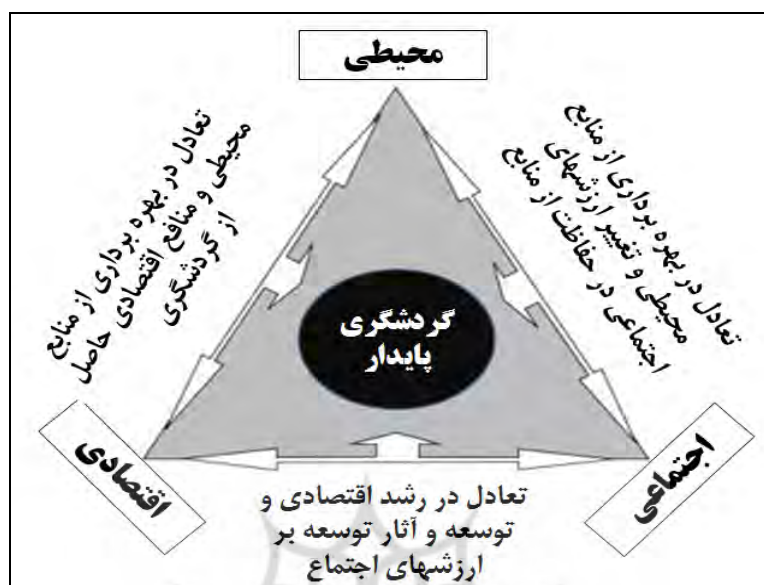 محیطی
تعادل در بهره برداری از منابع
محیطی و تغییر ارزشهای
اجتماعی در حفاظت از منابع
تعادل در بهره برداری از منابع
محیطی و منافع اقتصادی حاصل
از گردشگری
گردشگری
پایدار
اجتماعی
اقتصادی
تعادل در رشد اقتصادی و
توسعه و آثار توسعه بر
ارزشهای اجتماع